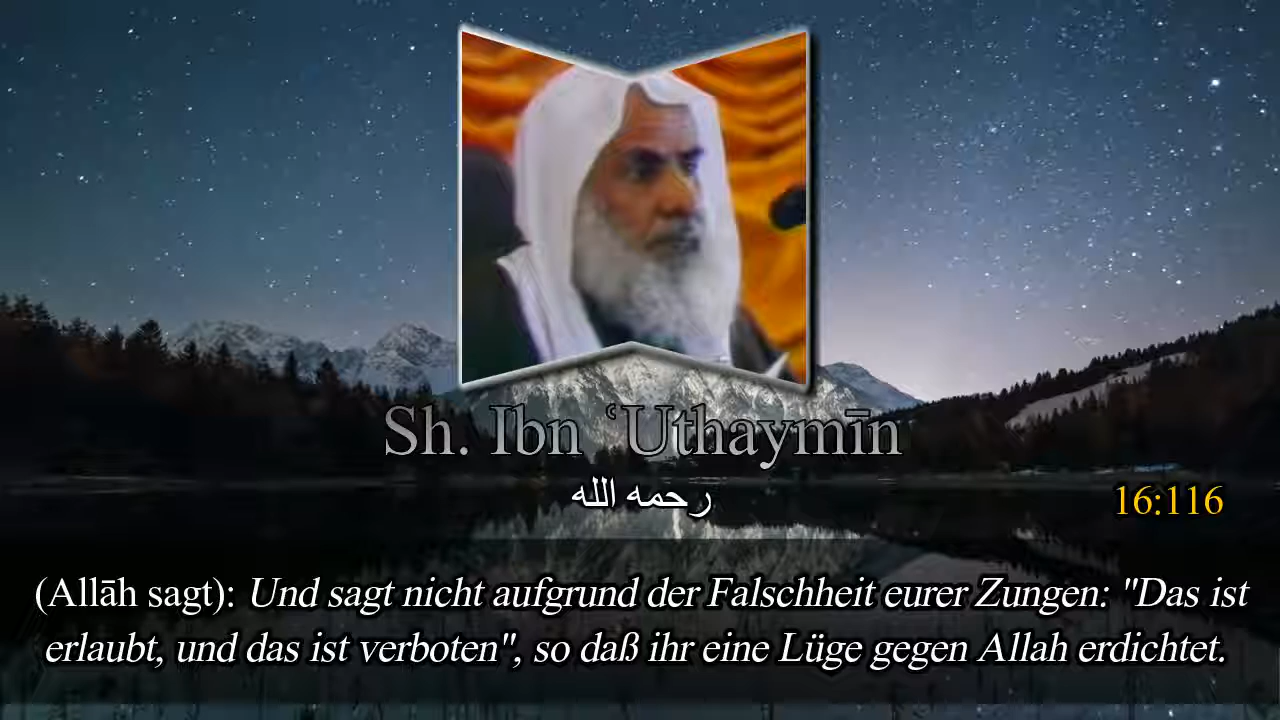 Sh. Ibn ʿUthaymīn
رحمه الله
16:116
(Allāh sagt): Und sagt nicht aufgrund der Falschheit eurer Zungen: "Das ist
erlaubt, und das ist verboten", so daß ihr eine Lüge gegen Allah erdichtet.